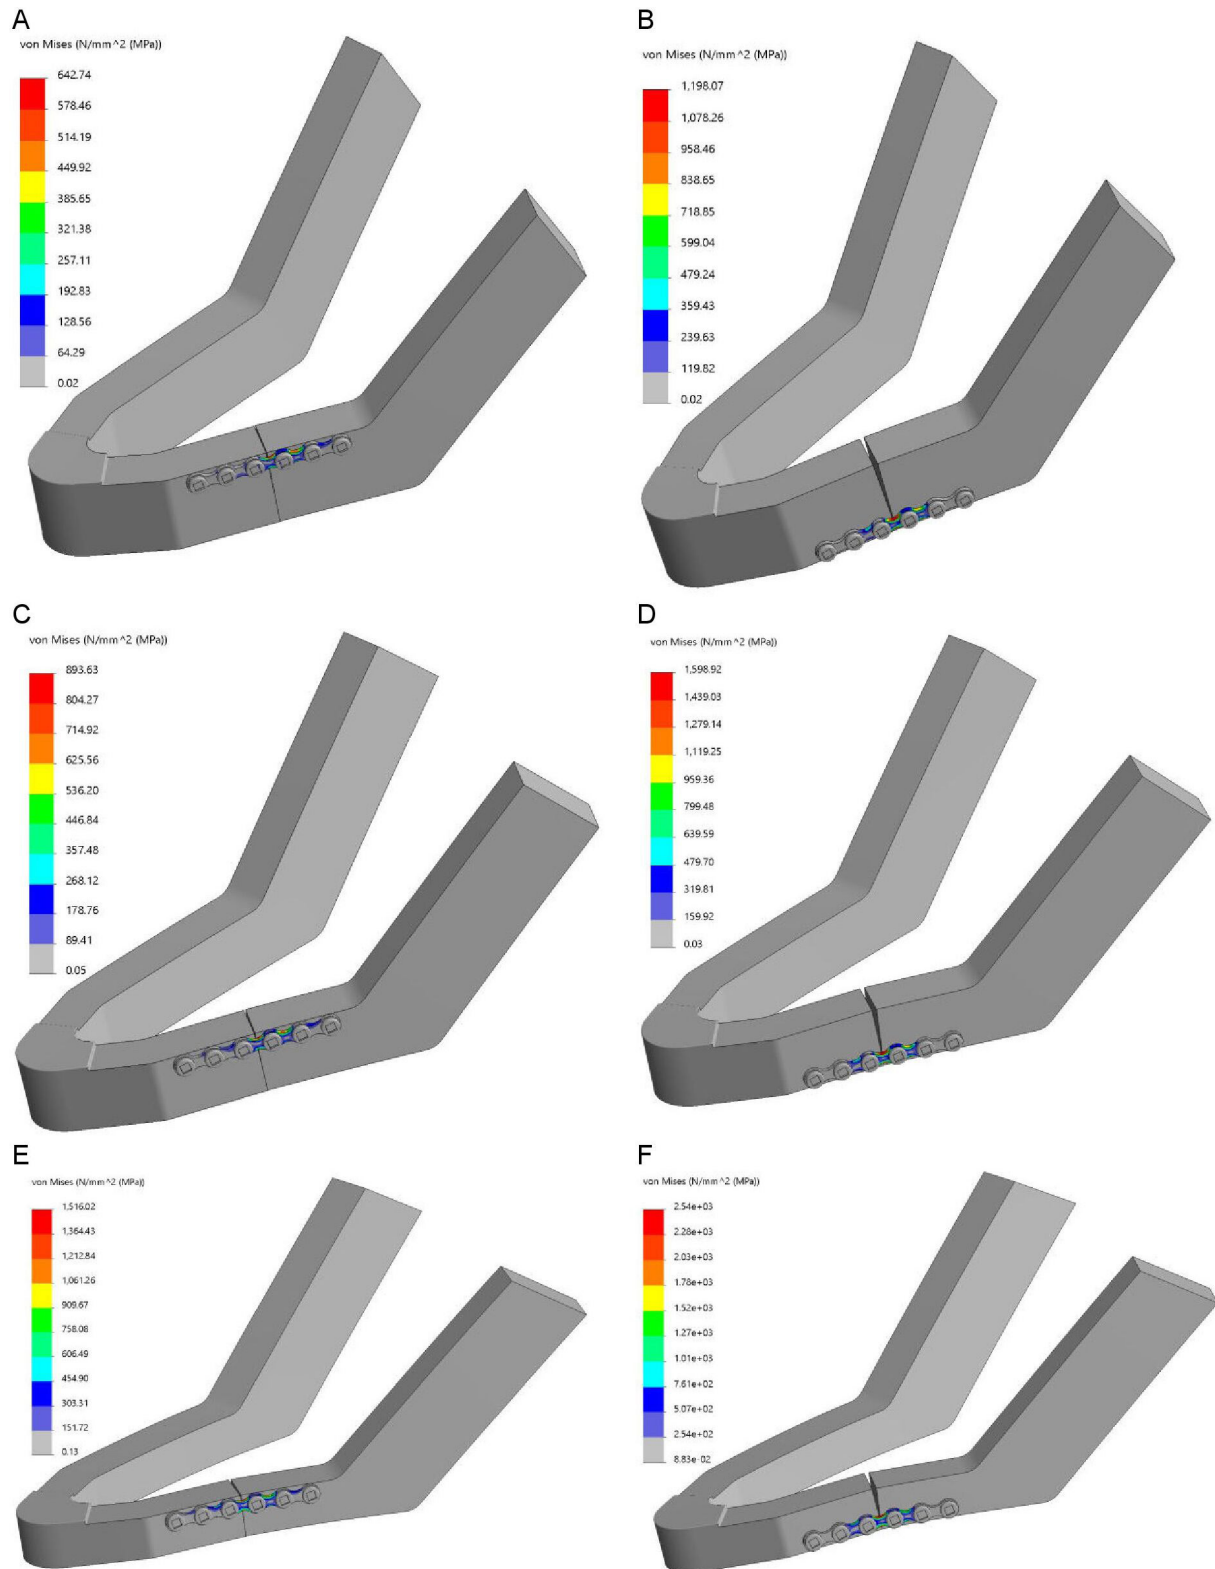 A
von Mises (N/mm^2 (MPa))
642.74
578.46
514.19
449.92
385.65
321.38
257.11
192.83
128.56
64.29
0.02
B
von Mises (N/mm^2 (MPa))
1,198.07
1,078.26
958.46
838.65
718.85
599.04
479.24
359.43
239.63
119.82
0.02
C
von Mises (N/mm^2 (MPa))
893.63
804.27
714.92
625.56
536.20
446.84
357.48
268.12
178.76
89.41
0.05
D
von Mises (N/mm^2 (MPa))
1,598.92
1,439.03
1,279.14
1,119.25
959.36
799.48
639.59
479.70
319.81
159.92
0.03
E
von Mises (N/mm^2 (MPa))
1,516.02
1,364.43
1,212.84
1,061.26
909.67
758.08
606.49
454.90
303.31
151.72
0.13
F
von Mises (N/mm^2 (MPa))
2.54e+03
2.28e+03
2.03e+03
1.78e+03
1.52e+03
1.27e+03
1.01e+03
7.61e+02
5.07e+02
2.54e+02
8.83e-02